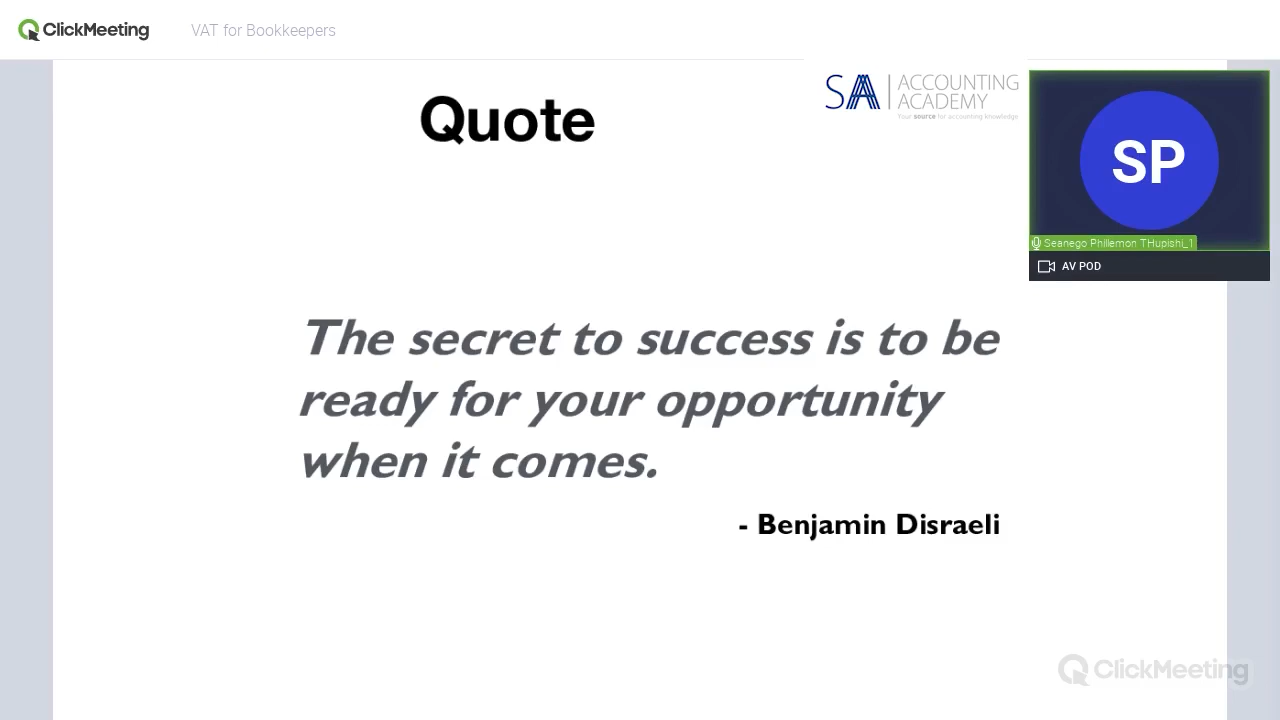 ClickMeeting
VAT for Bookkeepers
Quote
SAA
ACCOUNTING
ACADEMY
Your source for accounting knowledge
SP
Seanego Phillemon THupishi_1
AV POD
The secret to success is to be
ready for your opportunity
when it comes.
- Benjamin Disraeli
ClickMeeting